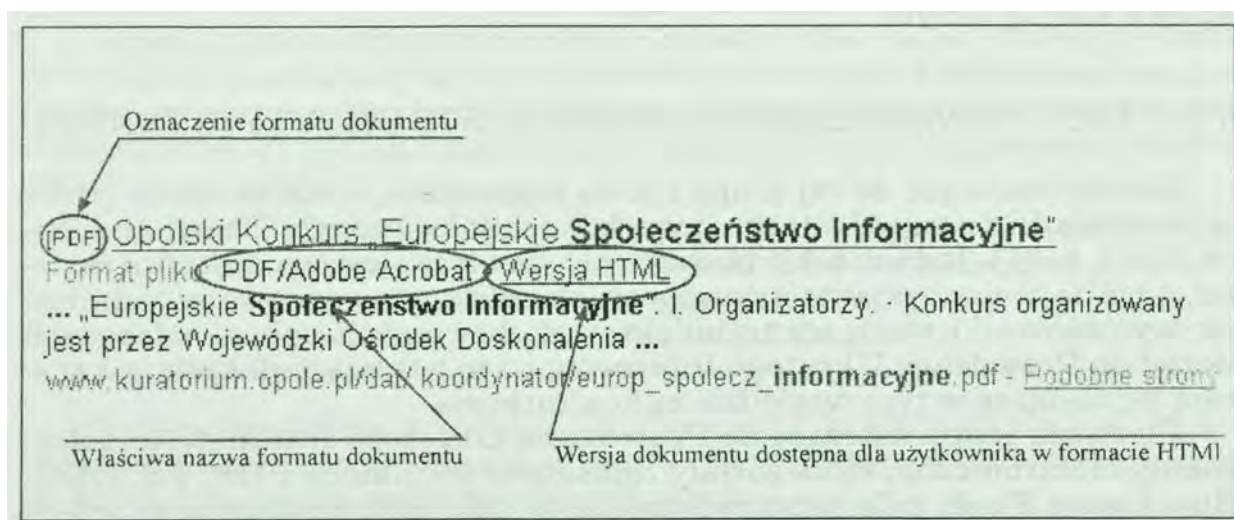 Oznaczenie formatu dokumentu
[PDF] Opolski Konkurs „Europejskie Społeczeństwo Informacyjne"
Format pliku PDF/Adobe Acrobat Wersja HTML
... „Europejskie Społeczeństwo Informacyjne". I. Organizatorzy. · Konkurs organizowany
jest przez Wojewódzki Ośrodek Doskonalenia ...
www.kuratorium.opole.pl/dat/ koordynator/europ_spolecz_informacyjne.pdf - Podobne strony
Właściwa nazwa formatu dokumentu
Wersja dokumentu dostępna dla użytkownika w formacie HTMl